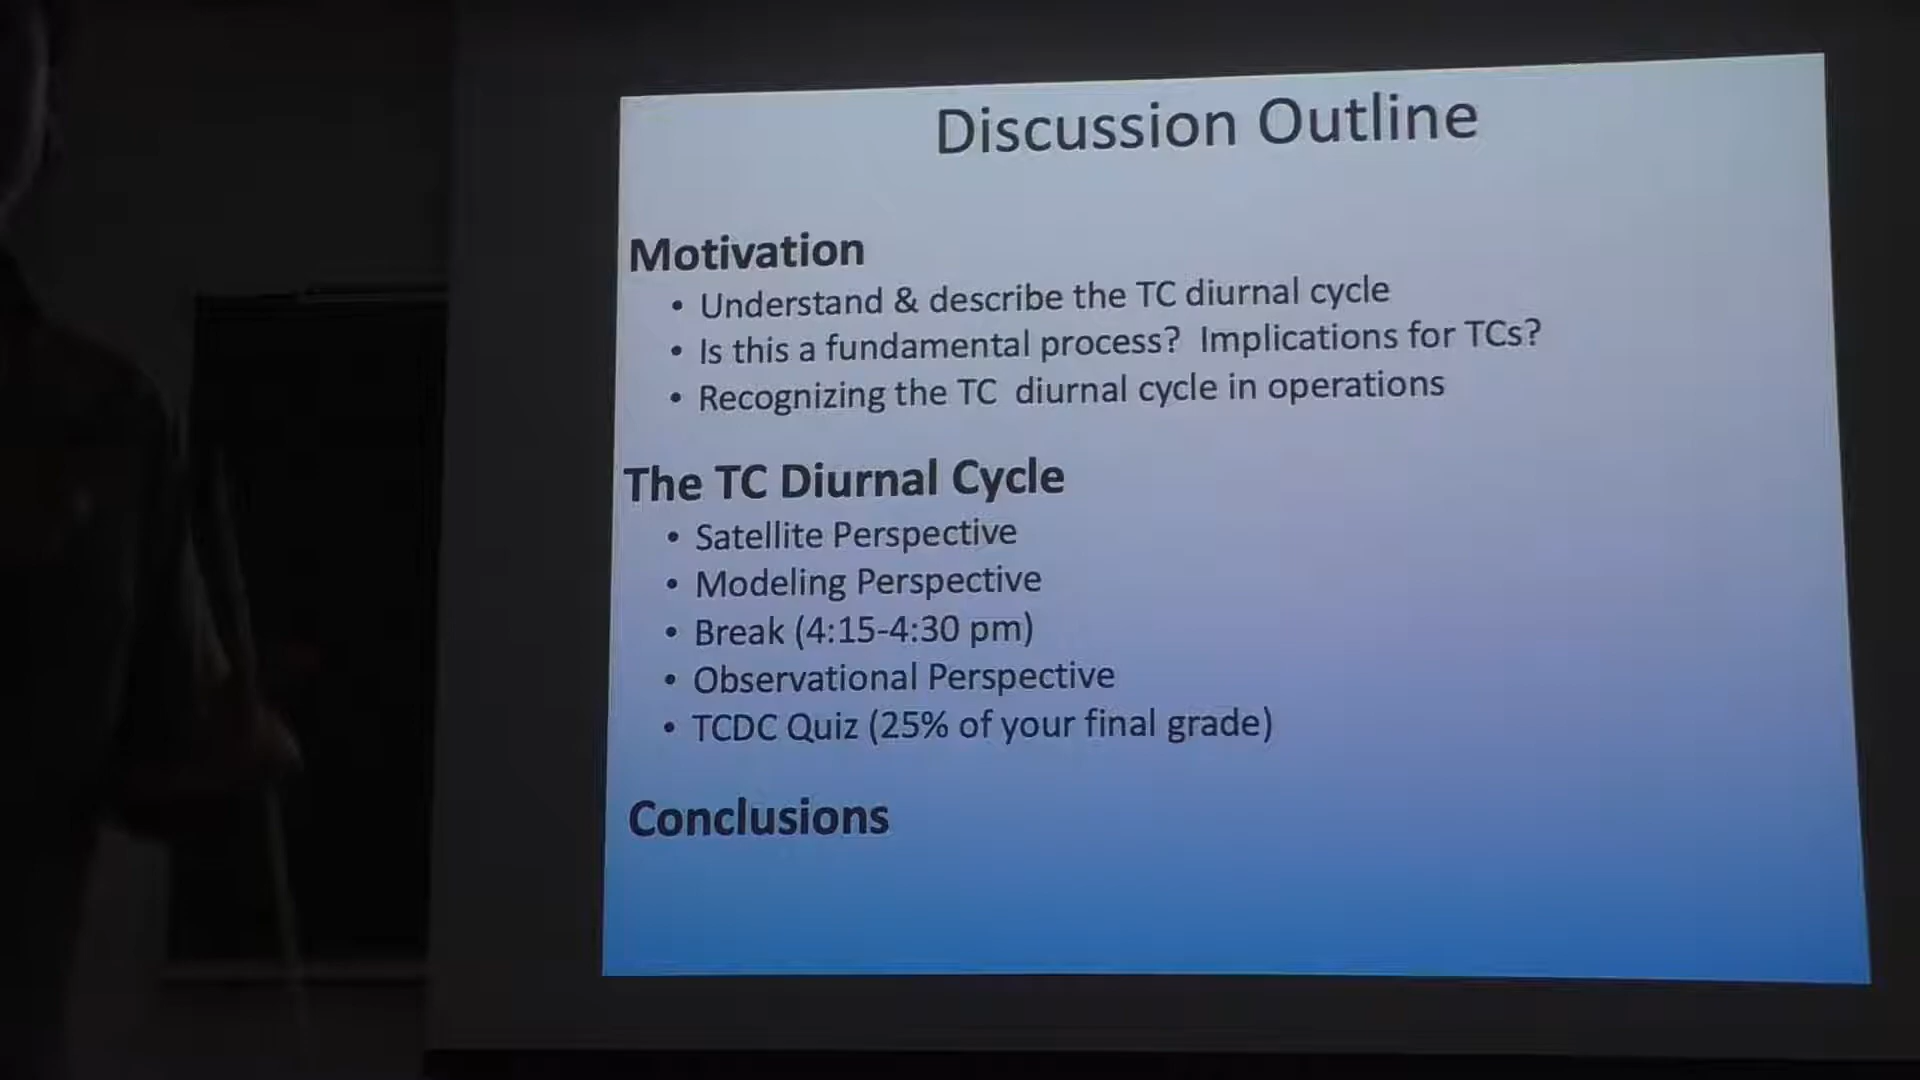 Discussion Outline
Motivation
• Understand & describe the TC diurnal cycle
• Is this a fundamental process?  Implications for TCs?
• Recognizing the TC  diurnal cycle in operations
The TC Diurnal Cycle
• Satellite Perspective
• Modeling Perspective
• Break (4:15-4:30 pm)
• Observational Perspective
• TCDC Quiz (25% of your final grade)
Conclusions